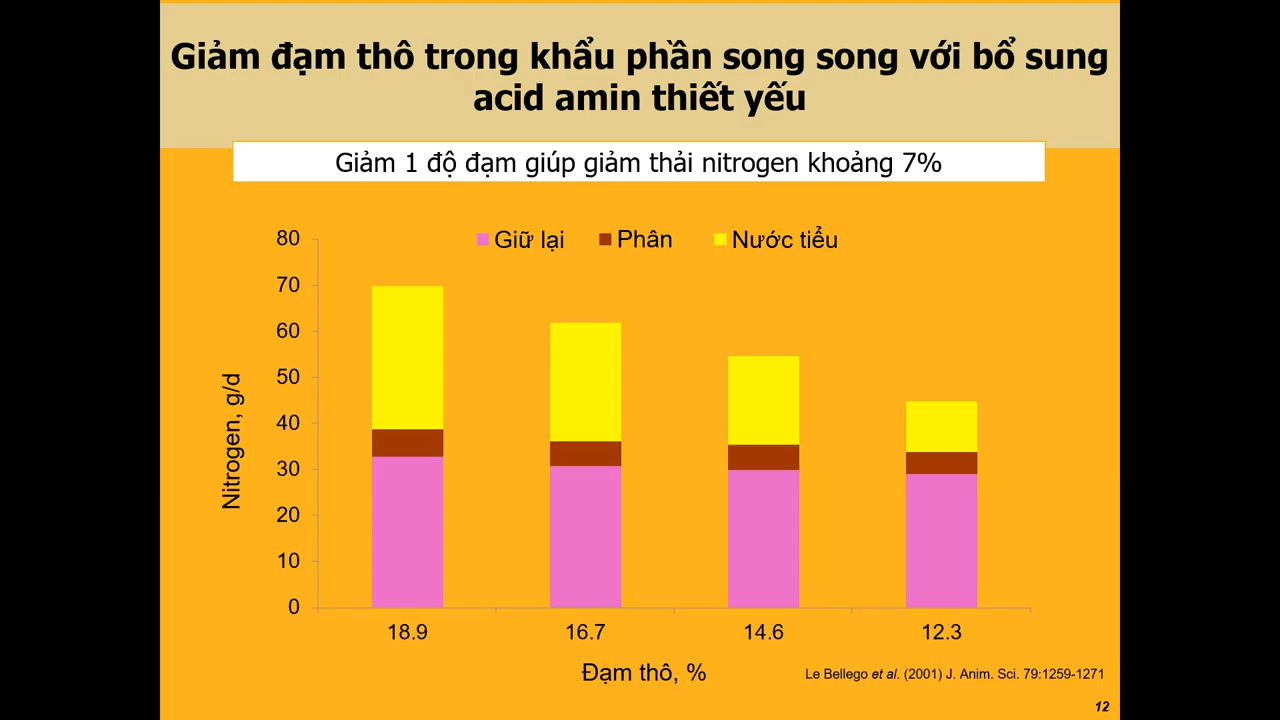 Giảm đạm thô trong khẩu phần song song với bổ sung
acid amin thiết yếu
Giảm 1 độ đạm giúp giảm thải nitrogen khoảng 7%
Giữ lại Phân Nước tiểu
80
70
60
50
40
30
20
10
0
Nitrogen, g/d
18.9 16.7 14.6 12.3
Đạm thô, %
Le Bellego et al. (2001) J. Anim. Sci. 79:1259-1271
12